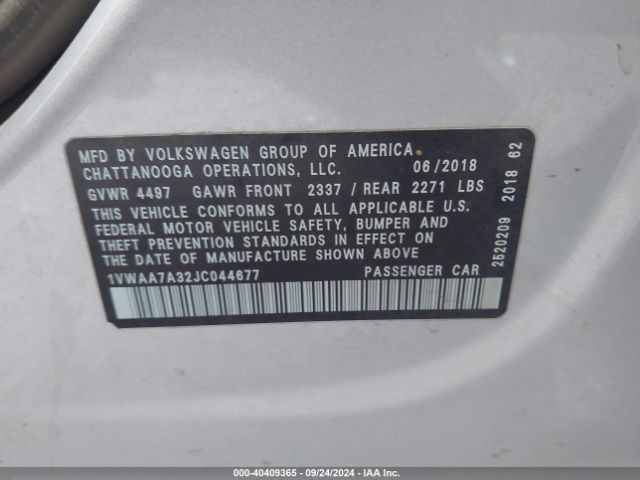 MFD BY VOLKSWAGEN GROUP OF AMERICA
CHATTANOOGA OPERATIONS, LLC. 06/2018
GVWR 4497 GAWR FRONT 2337 / REAR 2271 LBS
THIS VEHICLE CONFORMS TO ALL APPLICABLE U.S.
FEDERAL MOTOR VEHICLE SAFETY, BUMPER AND
THEFT PREVENTION STANDARDS IN EFFECT ON
THE DATE OF MANUFACTURE SHOWN ABOVE
1VWAA7A32JC044677 PASSENGER CAR
2520209 2018 62
000-40409365 - 09/24/2024 - IAAI.COM